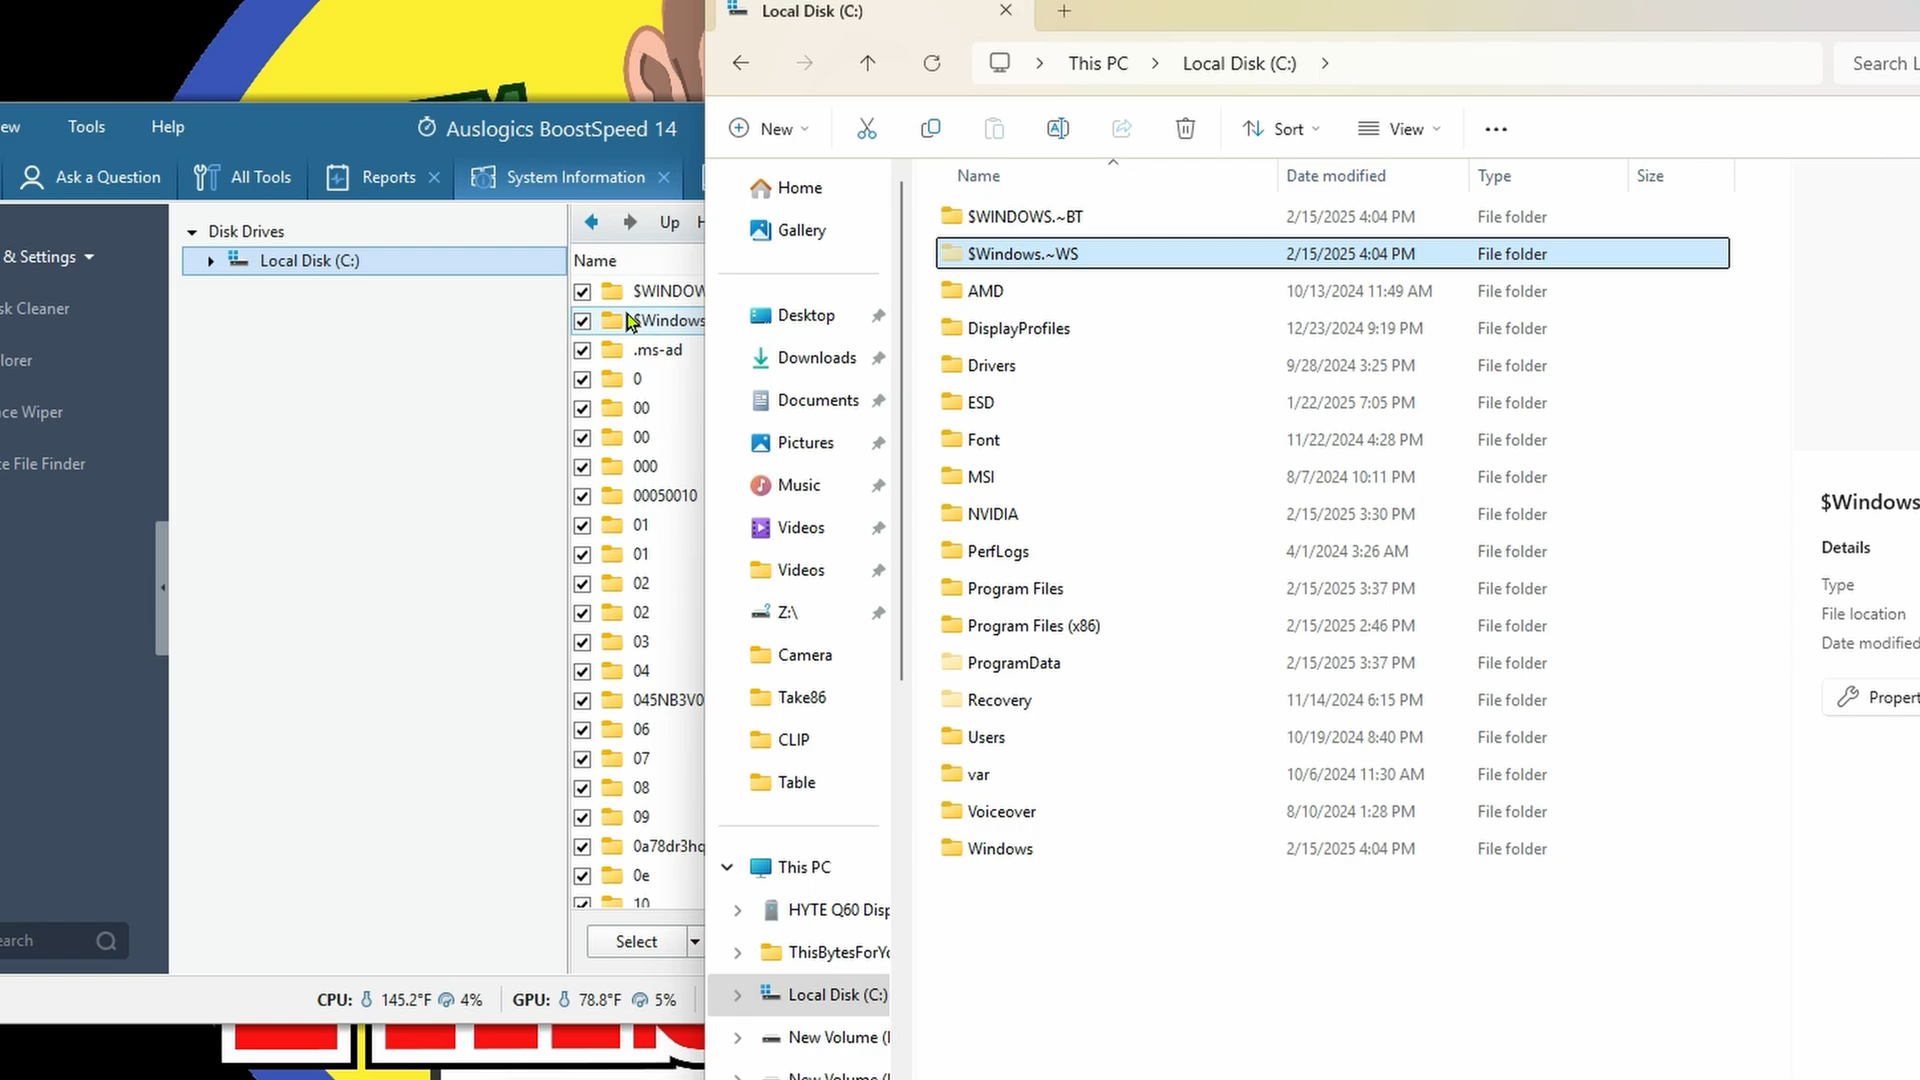 ew Tools Help Auslogics BoostSpeed 14
Ask a Question All Tools Reports System Information
& Settings
sk Cleaner
lorer
ce Wiper
te File Finder
earch
Disk Drives
Local Disk (C:)
Up H
Name
$WINDOW
$Windows
.ms-ad
0
00
00
000
00050010
01
01
02
02
03
04
045NB3V0
06
07
08
09
0a78dr3hq
0e
10
Select
CPU: 145.2°F 4% GPU: 78.8°F 5%
Local Disk (C:)
This PC Local Disk (C:) Search L
New Sort View
Home
Gallery
Desktop
Downloads
Documents
Pictures
Music
Videos
Videos
Z:\
Camera
Take86
CLIP
Table
This PC
HYTE Q60 Disp
ThisBytesForYo
Local Disk (C:)
New Volume (
New Volume (
Name Date modified Type Size
$WINDOWS.~BT 2/15/2025 4:04 PM File folder
$Windows.~WS 2/15/2025 4:04 PM File folder
AMD 10/13/2024 11:49 AM File folder
DisplayProfiles 12/23/2024 9:19 PM File folder
Drivers 9/28/2024 3:25 PM File folder
ESD 1/22/2025 7:05 PM File folder
Font 11/22/2024 4:28 PM File folder
MSI 8/7/2024 10:11 PM File folder
NVIDIA 2/15/2025 3:30 PM File folder
PerfLogs 4/1/2024 3:26 AM File folder
Program Files 2/15/2025 3:37 PM File folder
Program Files (x86) 2/15/2025 2:46 PM File folder
ProgramData 2/15/2025 3:37 PM File folder
Recovery 11/14/2024 6:15 PM File folder
Users 10/19/2024 8:40 PM File folder
var 10/6/2024 11:30 AM File folder
Voiceover 8/10/2024 1:28 PM File folder
Windows 2/15/2025 4:04 PM File folder
$Windows
Details
Type
File location
Date modified
Propert